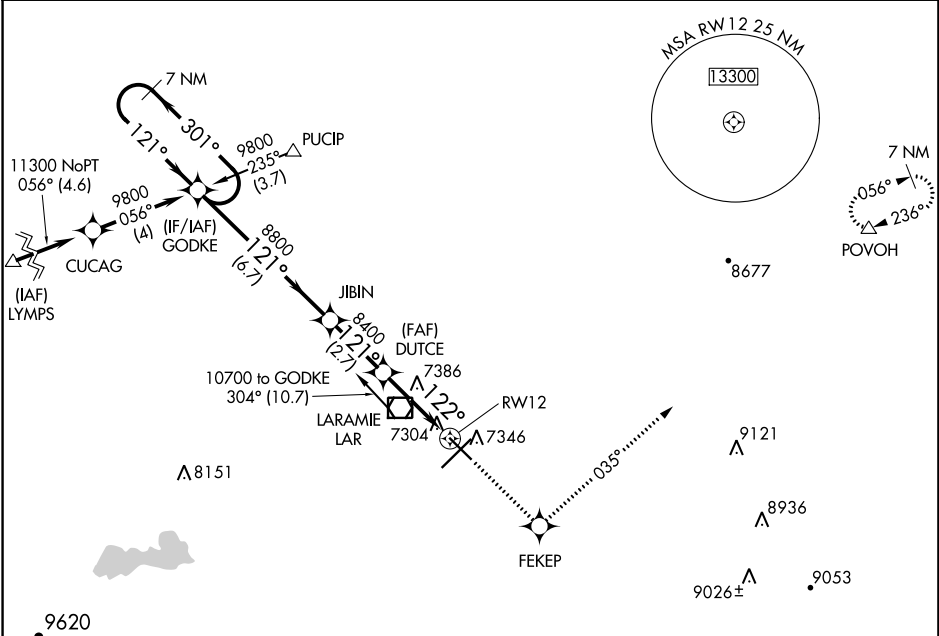 MSA RW12 25 NM
13300
7 NM
121°
301°
PUCIP
9800
235°
(3.7)
11300 NoPT
056° (4.6)
9800
056°
(4)
(IF/IAF)
GODKE
CUCAG
(IAF)
LYMPS
7 NM
056°
236°
POVOH
8677
8800
121°
(6.7)
JIBIN
8400
121°
(2.7)
(FAF)
DUTCE
7386
10700 to GODKE
304° (10.7)
122°
RW12
LARAMIE
LAR
7304
7346
8151
035°
9121
8936
FEKEP
9026±
9053
9620